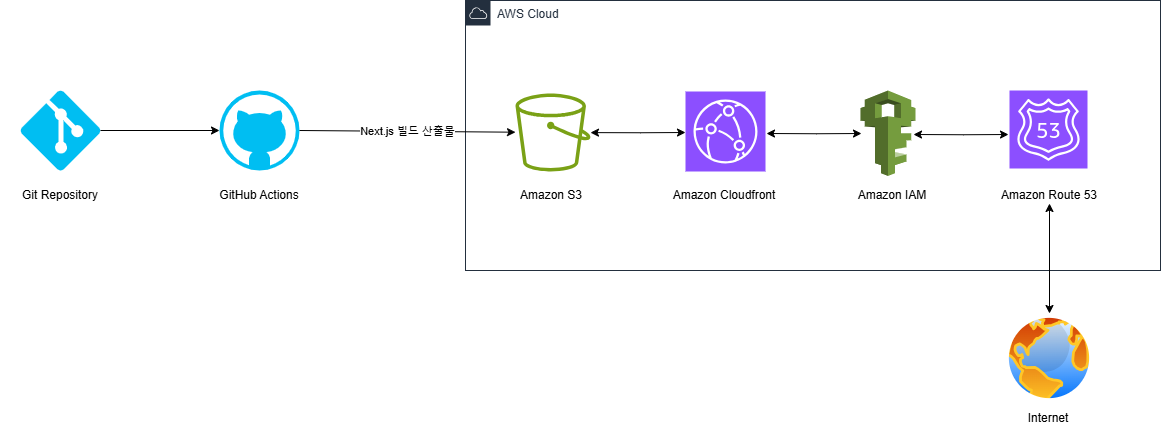 AWS Cloud
Next.js 빌드 산출물
53
Git Repository
GitHub Actions
Amazon S3
Amazon Cloudfront
Amazon IAM
Amazon Route 53
Internet